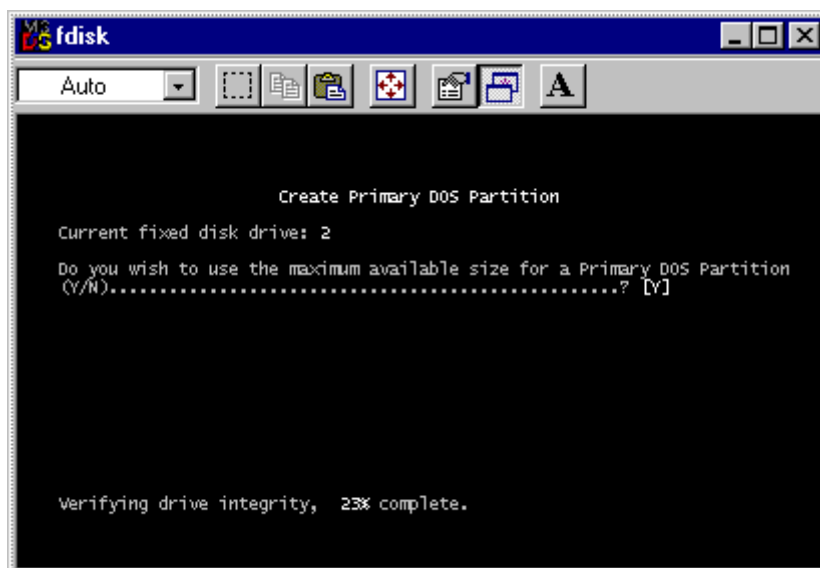 fdisk
Auto
A
Create Primary DOS Partition
Current fixed disk drive: 2
Do you wish to use the maximum available size for a Primary DOS Partition
(Y/N)....................................................? [Y]
Verifying drive integrity,  23% complete.